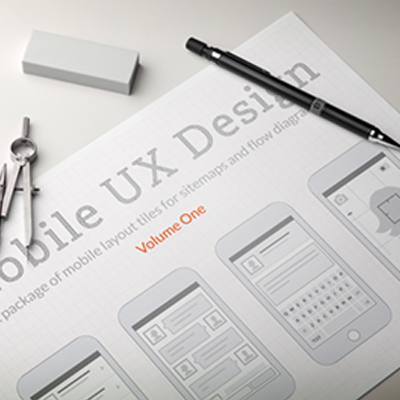 obile UX Design
package of mobile layout tiles for sitemaps and flow diagra
Volume One